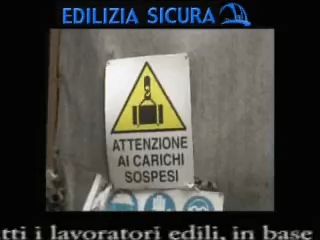 EDILIZIA SICURA
ATTENZIONE
AI CARICHI
SOSPESI
tti i lavoratori edili, in base